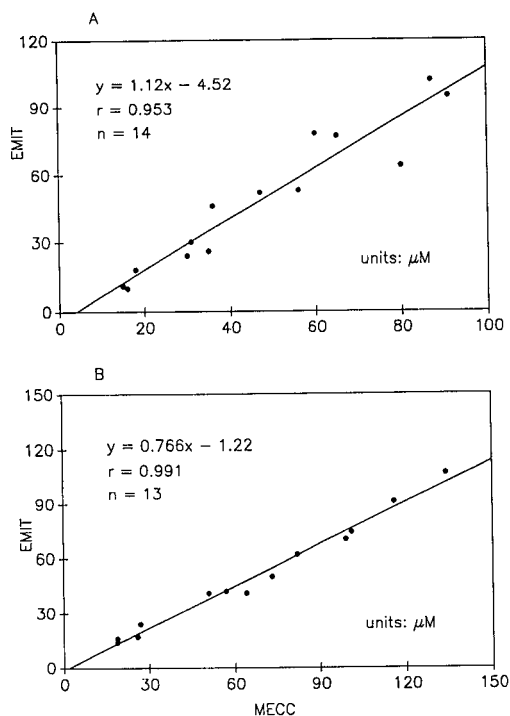 A
120
90
60
30
0
EMIT
y = 1.12x − 4.52
r = 0.953
n = 14
units: μM
0 20 40 60 80 100
B
150
120
90
60
30
0
EMIT
y = 0.766x − 1.22
r = 0.991
n = 13
units: μM
0 30 60 90 120 150
MECC